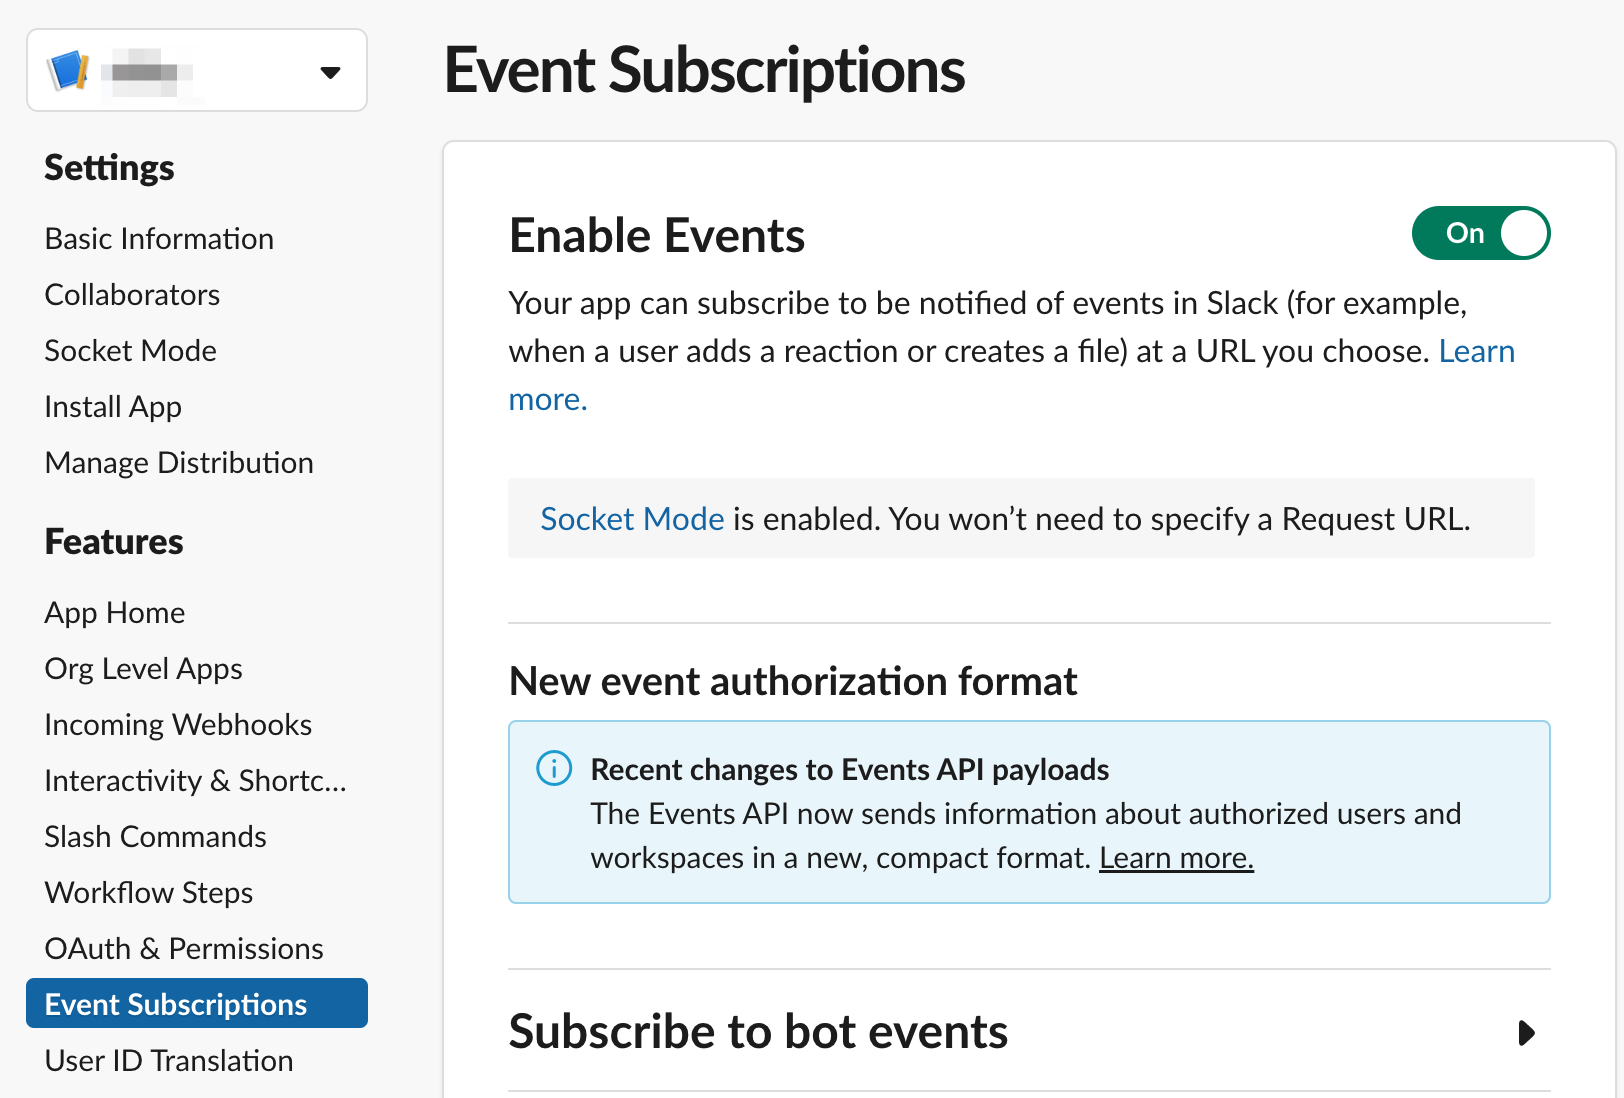 Settings
Basic Information
Collaborators
Socket Mode
Install App
Manage Distribution
Features
App Home
Org Level Apps
Incoming Webhooks
Interactivity & Shortc...
Slash Commands
Workflow Steps
OAuth & Permissions
Event Subscriptions
User ID Translation
Event Subscriptions
Enable Events
On
Your app can subscribe to be notified of events in Slack (for example,
when a user adds a reaction or creates a file) at a URL you choose. Learn
more.
Socket Mode is enabled. You won’t need to specify a Request URL.
New event authorization format
Recent changes to Events API payloads
The Events API now sends information about authorized users and
workspaces in a new, compact format. Learn more.
Subscribe to bot events